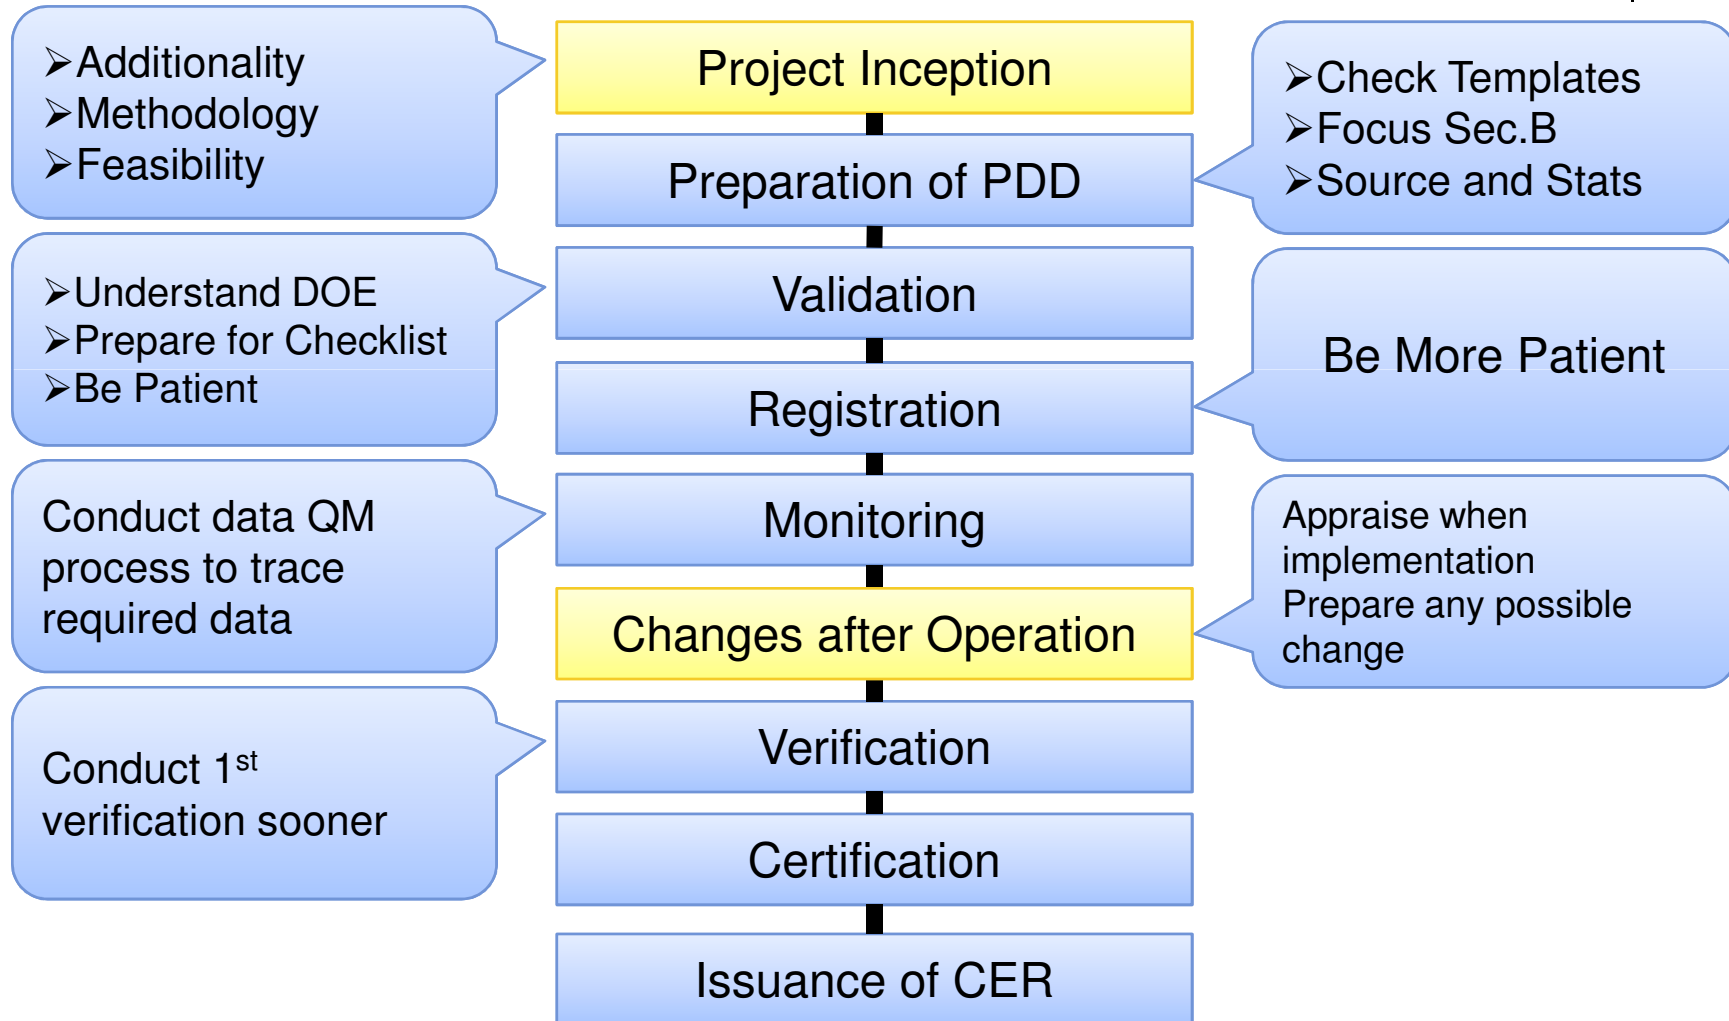 ➢Additionality
➢Methodology
➢Feasibility
Project Inception
➢Check Templates
➢Focus Sec.B
➢Source and Stats
Preparation of PDD
➢Understand DOE
➢Prepare for Checklist
➢Be Patient
Validation
Be More Patient
Registration
Conduct data QM
process to trace
required data
Monitoring
Appraise when
implementation
Prepare any possible
change
Changes after Operation
Conduct 1st
verification sooner
Verification
Certification
Issuance of CER